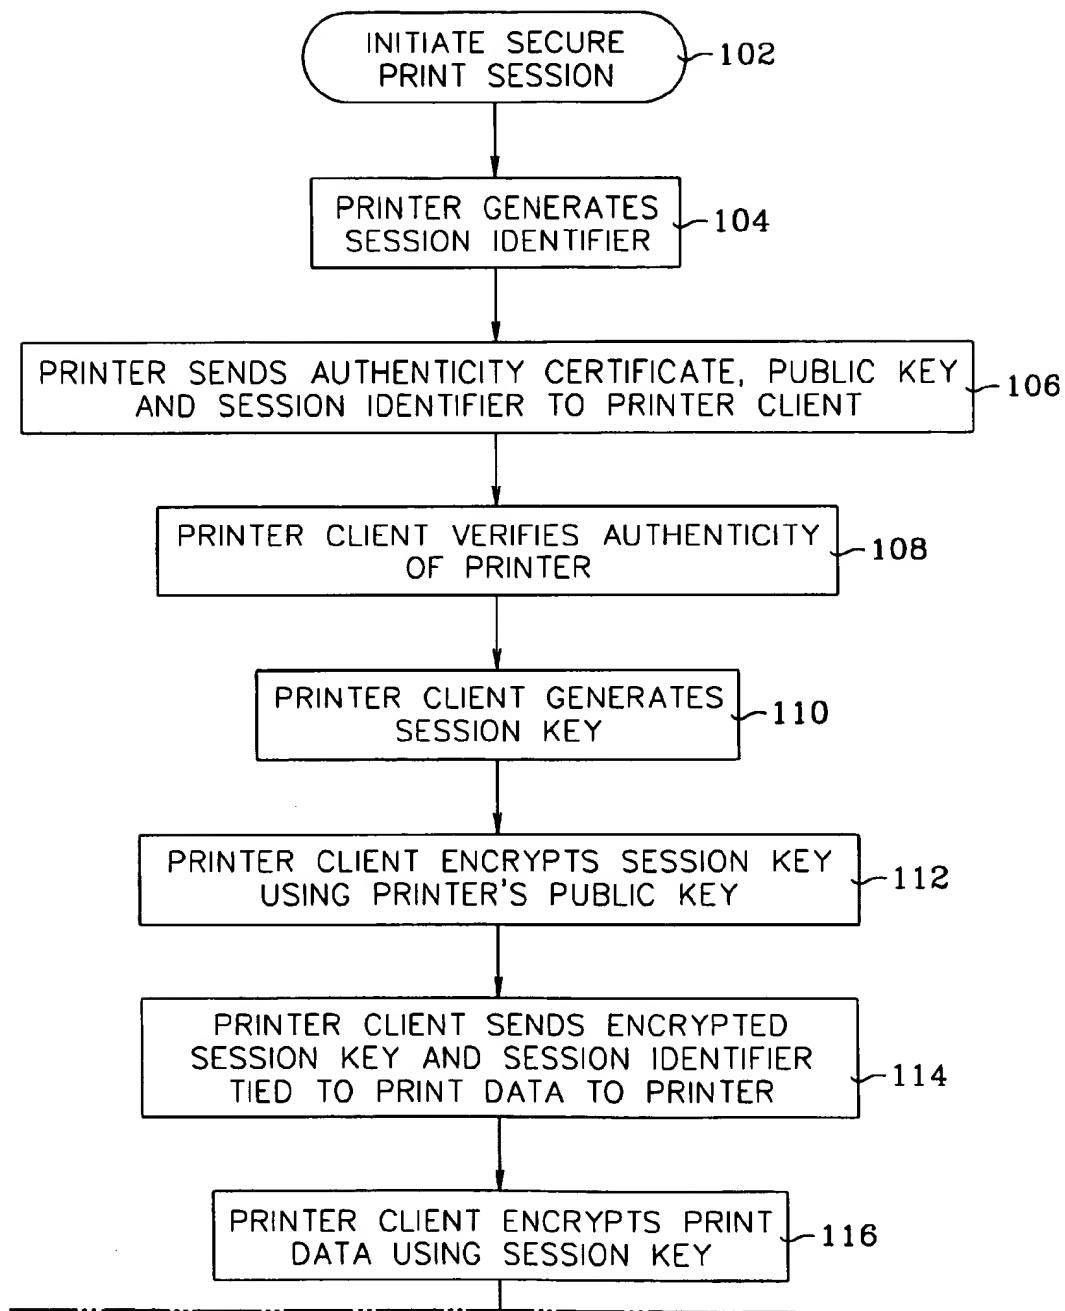 INITIATE SECURE
PRINT SESSION
102
PRINTER GENERATES
SESSION IDENTIFIER
104
PRINTER SENDS AUTHENTICITY CERTIFICATE, PUBLIC KEY
AND SESSION IDENTIFIER TO PRINTER CLIENT
106
PRINTER CLIENT VERIFIES AUTHENTICITY
OF PRINTER
108
PRINTER CLIENT GENERATES
SESSION KEY
110
PRINTER CLIENT ENCRYPTS SESSION KEY
USING PRINTER'S PUBLIC KEY
112
PRINTER CLIENT SENDS ENCRYPTED
SESSION KEY AND SESSION IDENTIFIER
TIED TO PRINT DATA TO PRINTER
114
PRINTER CLIENT ENCRYPTS PRINT
DATA USING SESSION KEY
116